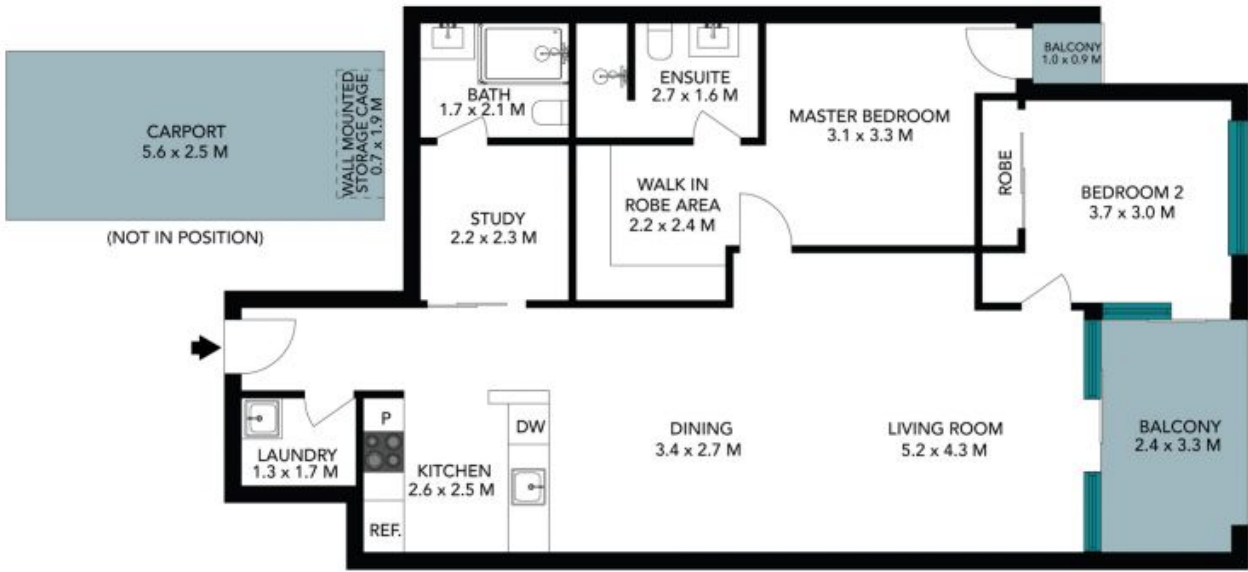 CARPORT
5.6 x 2.5 M
WALL MOUNTED
STORAGE CAGE
0.7 x 1.9 M
(NOT IN POSITION)
BATH
1.7 x 2.1 M
ENSUITE
2.7 x 1.6 M
MASTER BEDROOM
3.1 x 3.3 M
BALCONY
1.0 x 0.9 M
STUDY
2.2 x 2.3 M
WALK IN
ROBE AREA
2.2 x 2.4 M
ROBE
BEDROOM 2
3.7 x 3.0 M
LAUNDRY
1.3 x 1.7 M
P
KITCHEN
2.6 x 2.5 M
REF.
DW
DINING
3.4 x 2.7 M
LIVING ROOM
5.2 x 4.3 M
BALCONY
2.4 x 3.3 M